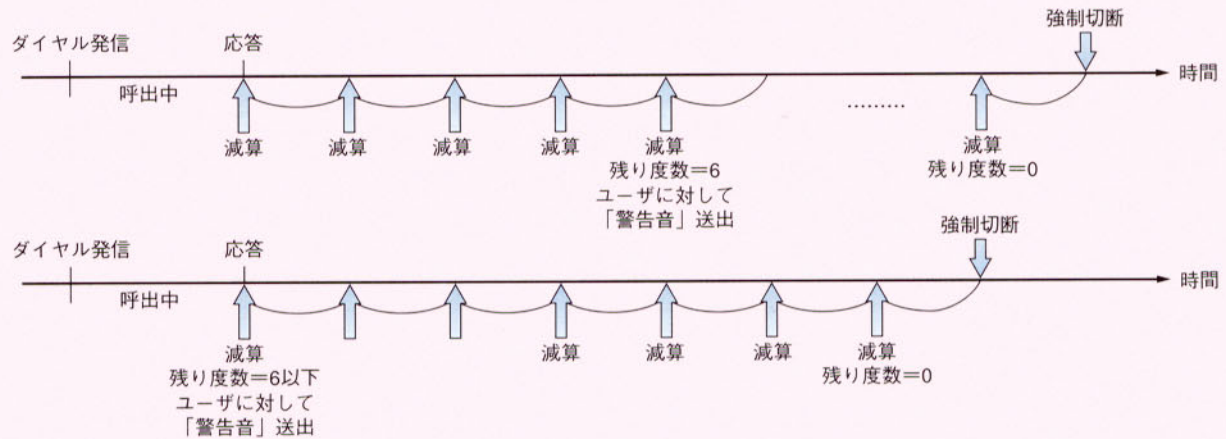 強制切断
ダイヤル発信
応答
時間
呼出中
減算
減算
減算
減算
減算
残り度数=6
ユーザに対して
「警告音」送出
………
減算
残り度数=0
強制切断
ダイヤル発信
応答
時間
呼出中
減算
残り度数=6以下
ユーザに対して
「警告音」送出
減算
減算
減算
減算
残り度数=0